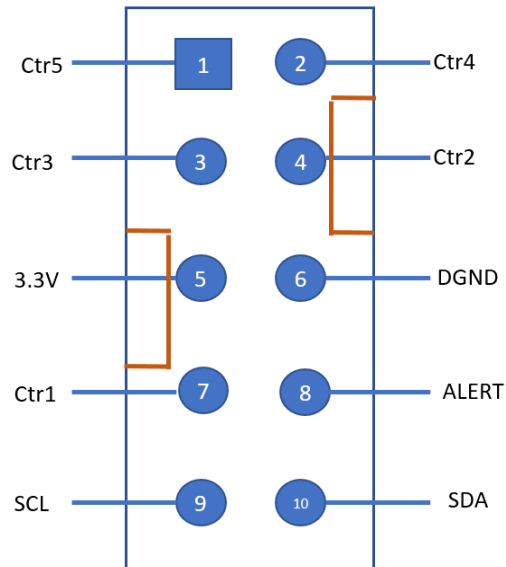 Ctr5 1 2 Ctr4
Ctr3 3 4 Ctr2
3.3V 5 6 DGND
Ctr1 7 8 ALERT
SCL 9 10 SDA